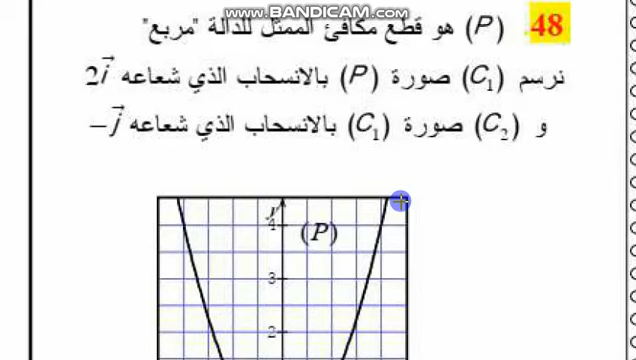 www.BANDICAM.com
48 (P) هو قطع مكافئ الممثل للدالة "مربع"
نرسم (C₁) صورة (P) بالانسحاب الذي شعاعه 2i⃗
و (C₂) صورة (C₁) بالانسحاب الذي شعاعه −j⃗
y
4
(P)
3
2